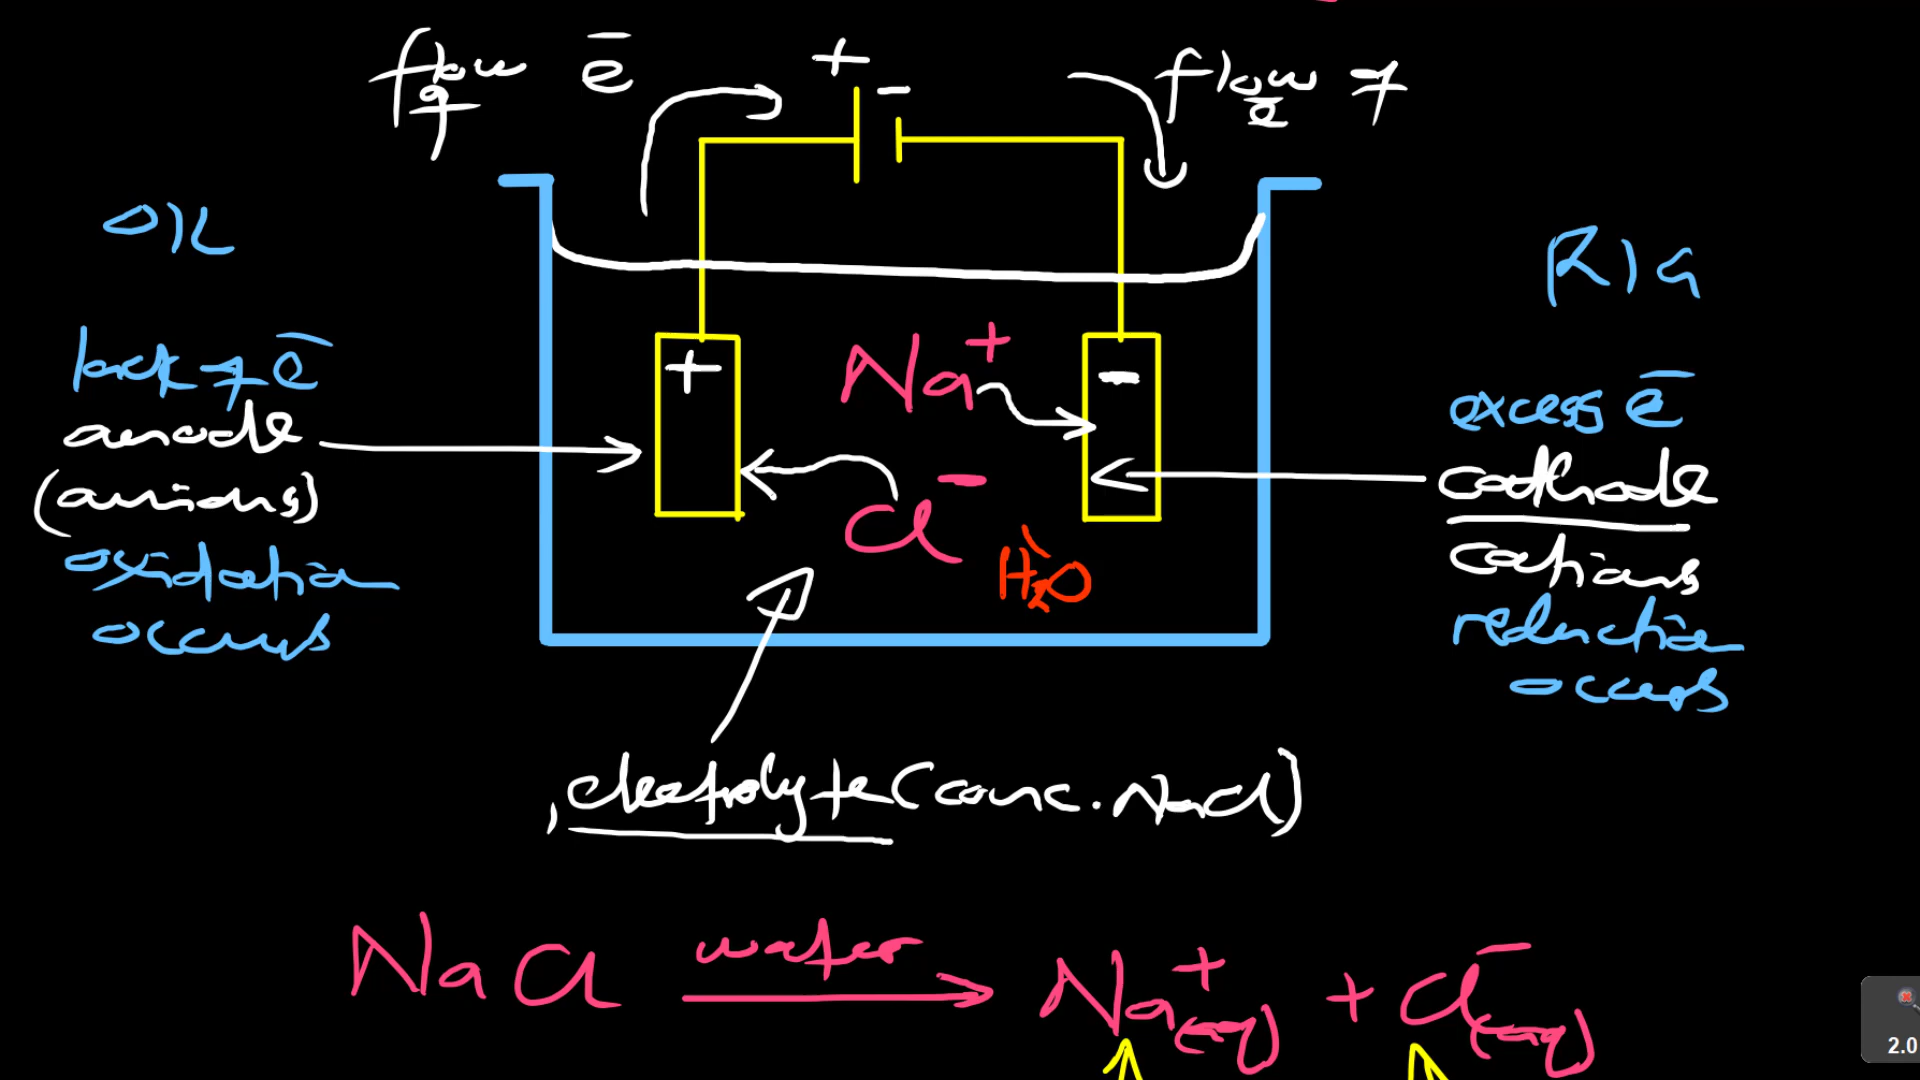 flow of e̅
+ -
flow of e̅
OIL
RIG
+
Na⁺
-
lack of e̅
excess e̅
anode
cathode
(anions)
Cl⁻
H₂O
cations
oxidation
occurs
reduction
occurs
electrolyte (conc. NaCl)
NaCl water → Na⁺(aq) + Cl⁻(aq)
2.0